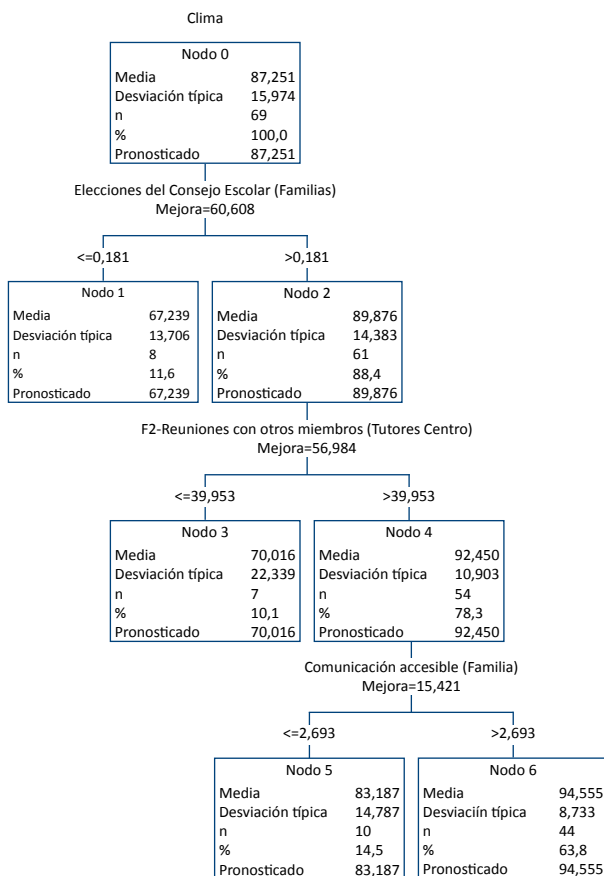 Clima
Nodo 0
Media 87,251
Desviación típica 15,974
n 69
% 100,0
Pronosticado 87,251
Elecciones del Consejo Escolar (Familias)
Mejora=60,608
<=0,181 >0,181
Nodo 1
Media 67,239
Desviación típica 13,706
n 8
% 11,6
Pronosticado 67,239
Nodo 2
Media 89,876
Desviación típica 14,383
n 61
% 88,4
Pronosticado 89,876
F2-Reuniones con otros miembros (Tutores Centro)
Mejora=56,984
<=39,953 >39,953
Nodo 3
Media 70,016
Desviación típica 22,339
n 7
% 10,1
Pronosticado 70,016
Nodo 4
Media 92,450
Desviación típica 10,903
n 54
% 78,3
Pronosticado 92,450
Comunicación accesible (Familia)
Mejora=15,421
<=2,693 >2,693
Nodo 5
Media 83,187
Desviación típica 14,787
n 10
% 14,5
Pronosticado 83,187
Nodo 6
Media 94,555
Desviaciín típica 8,733
n 44
% 63,8
Pronosticado 94,555